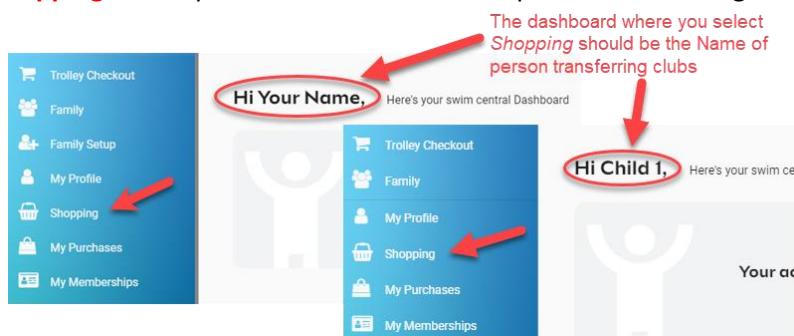 The dashboard where you select
Shopping should be the Name of
person transferring clubs
Trolley Checkout
Family
Family Setup
My Profile
Shopping
My Purchases
My Memberships
Hi Your Name, Here's your swim central Dashboard
Trolley Checkout
Family
My Profile
Shopping
My Purchases
My Memberships
Hi Child 1, Here's your swim ce
Your ac